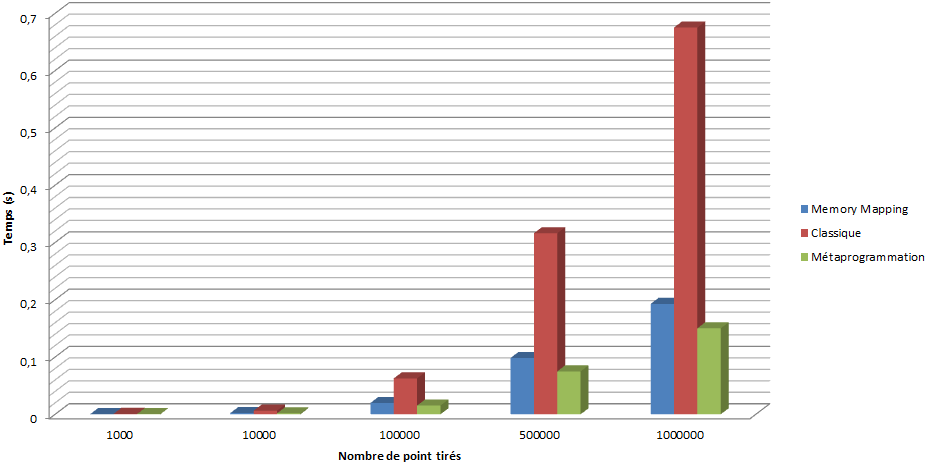 0,7
0,6
0,5
0,4
0,3
0,2
0,1
0
Temps (s)
1000 10000 100000 500000 1000000
Nombre de point tirés
Memory Mapping
Classique
Métaprogrammation